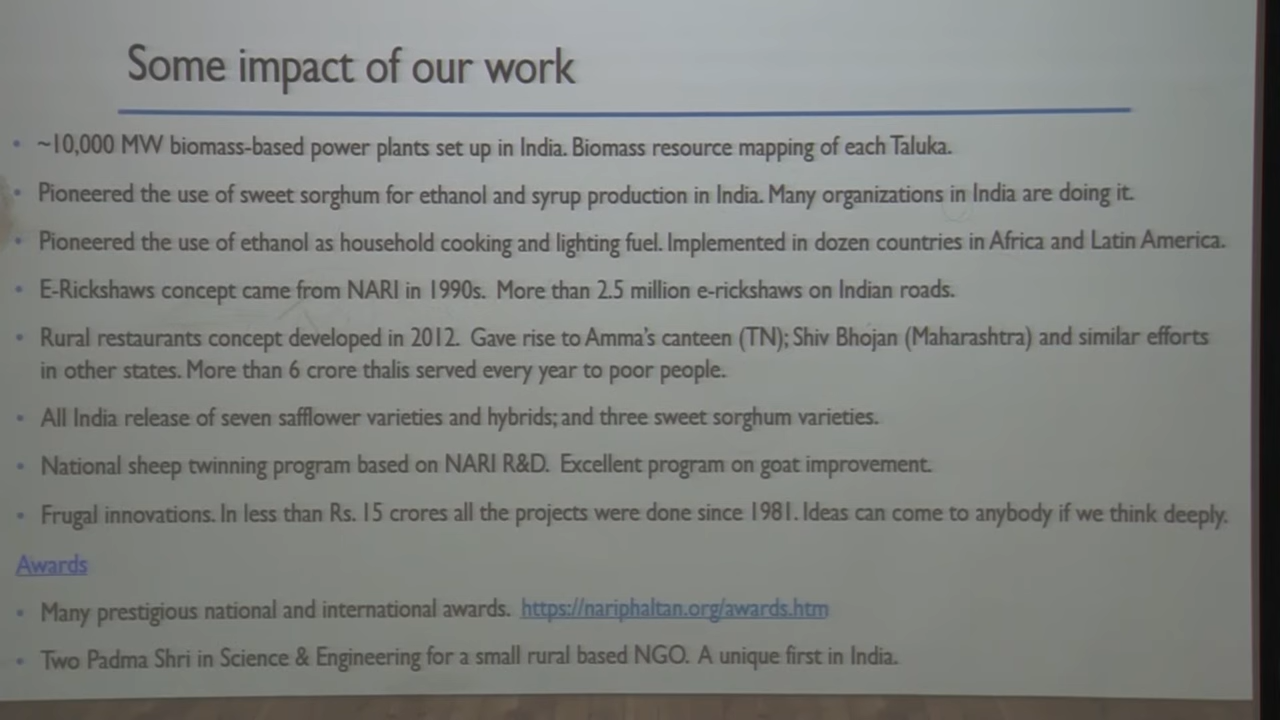 Some impact of our work
• ~10,000 MW biomass-based power plants set up in India. Biomass resource mapping of each Taluka.
• Pioneered the use of sweet sorghum for ethanol and syrup production in India. Many organizations in India are doing it.
• Pioneered the use of ethanol as household cooking and lighting fuel. Implemented in dozen countries in Africa and Latin America.
• E-Rickshaws concept came from NARI in 1990s. More than 2.5 million e-rickshaws on Indian roads.
• Rural restaurants concept developed in 2012. Gave rise to Amma's canteen (TN); Shiv Bhojan (Maharashtra) and similar efforts
in other states. More than 6 crore thalis served every year to poor people.
• All India release of seven safflower varieties and hybrids; and three sweet sorghum varieties.
• National sheep twinning program based on NARI R&D. Excellent program on goat improvement.
• Frugal innovations. In less than Rs. 15 crores all the projects were done since 1981. Ideas can come to anybody if we think deeply.
Awards
• Many prestigious national and international awards. https://nariphaltan.org/awards.htm
• Two Padma Shri in Science & Engineering for a small rural based NGO. A unique first in India.